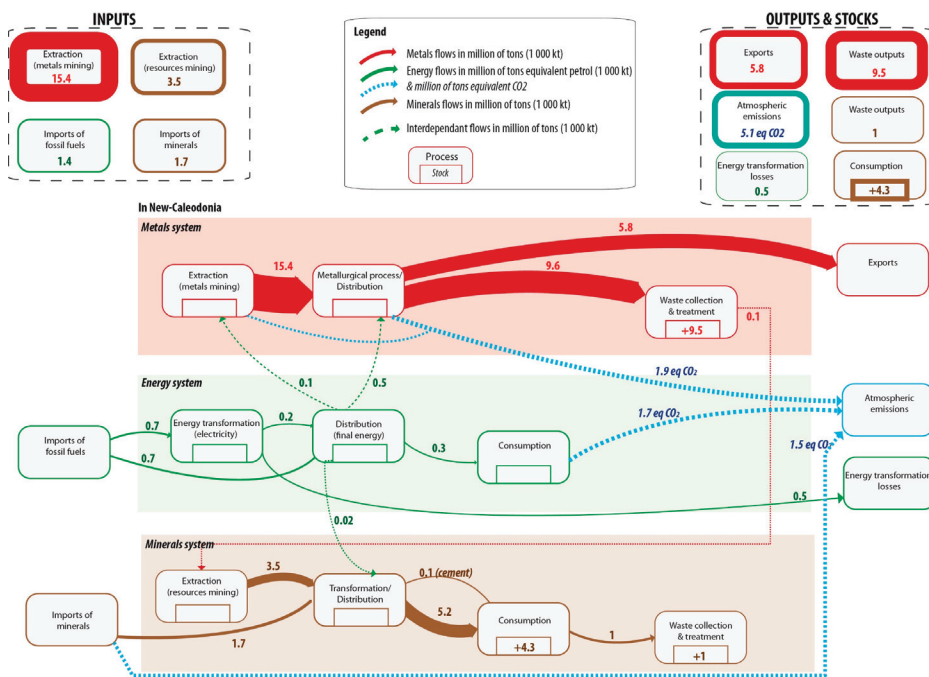 INPUTS
Extraction
(metals mining)
15.4
Extraction
(resources mining)
3.5
Imports of
fossil fuels
1.4
Imports of
minerals
1.7
Legend
Metals flows in million of tons (1 000 kt)
Energy flows in million of tons equivalent petrol (1 000 kt)
& million of tons equivalent CO2
Minerals flows in million of tons (1 000 kt)
Interdependant flows in million of tons (1 000 kt)
Process
Stock
OUTPUTS & STOCKS
Exports
5.8
Waste outputs
9.5
Atmospheric
emissions
5.1 eq CO2
Waste outputs
1
Energy transformation
losses
0.5
Consumption
+4.3
In New-Caledonia
Metals system
Extraction
(metals mining)
15.4
Metallurgical process/
Distribution
5.8
9.6
Waste collection
& treatment
+9.5
0.1
Exports
0.1
0.5
1.9 eq CO₂
Energy system
Imports of
fossil fuels
0.7
0.7
Energy transformation
(electricity)
0.2
Distribution
(final energy)
0.3
Consumption
1.7 eq CO₂
1.5 eq CO₂
Atmospheric
emissions
0.5
Energy transformation
losses
0.02
Minerals system
Imports of
minerals
1.7
Extraction
(resources mining)
3.5
Transformation/
Distribution
0.1 (cement)
5.2
Consumption
+4.3
1
Waste collection
& treatment
+1